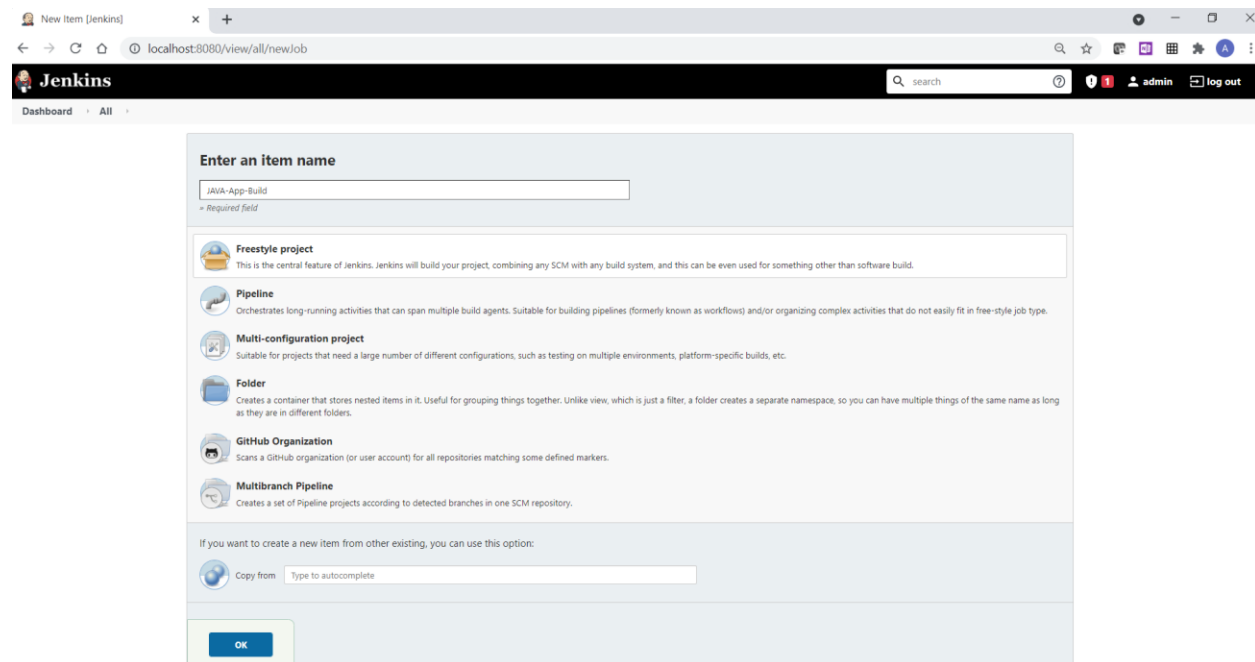 New Item [Jenkins]
localhost:8080/view/all/newJob
A
Jenkins
search
1
admin
log out
Dashboard
All
Enter an item name
JAVA-App-Build
» Required field
Freestyle project
This is the central feature of Jenkins. Jenkins will build your project, combining any SCM with any build system, and this can be even used for something other than software build.
Pipeline
Orchestrates long-running activities that can span multiple build agents. Suitable for building pipelines (formerly known as workflows) and/or organizing complex activities that do not easily fit in free-style job type.
Multi-configuration project
Suitable for projects that need a large number of different configurations, such as testing on multiple environments, platform-specific builds, etc.
Folder
Creates a container that stores nested items in it. Useful for grouping things together. Unlike view, which is just a filter, a folder creates a separate namespace, so you can have multiple things of the same name as long
as they are in different folders.
GitHub Organization
Scans a GitHub organization (or user account) for all repositories matching some defined markers.
Multibranch Pipeline
Creates a set of Pipeline projects according to detected branches in one SCM repository.
If you want to create a new item from other existing, you can use this option:
Copy from
Type to autocomplete
OK